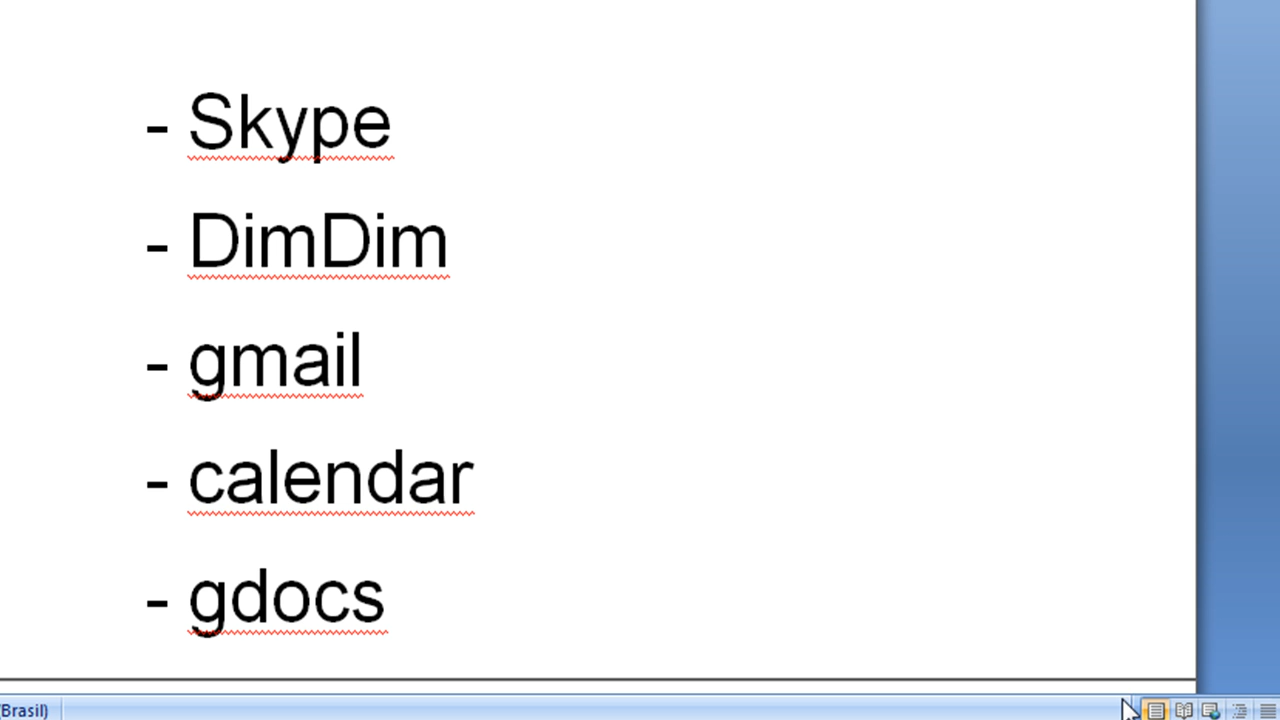 - Skype
- DimDim
- gmail
- calendar
- gdocs
(Brasil)